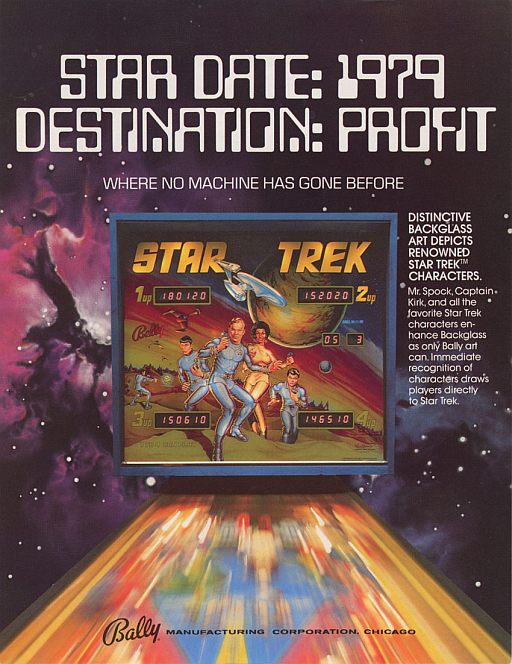 STAR DATE: 1979
DESTINATION: PROFIT
WHERE NO MACHINE HAS GONE BEFORE
STAR TREK
1up 180120
152020 2up
Bally
05 3
3up 150610
146510 4up
DISTINCTIVE
BACKGLASS
ART DEPICTS
RENOWNED
STAR TREK™
CHARACTERS.
Mr. Spock, Captain
Kirk, and all the
favorite Star Trek
characters en-
hance Backglass
as only Bally art
can. Immediate
recognition of
characters draws
players directly
to Star Trek.
Bally MANUFACTURING CORPORATION, CHICAGO